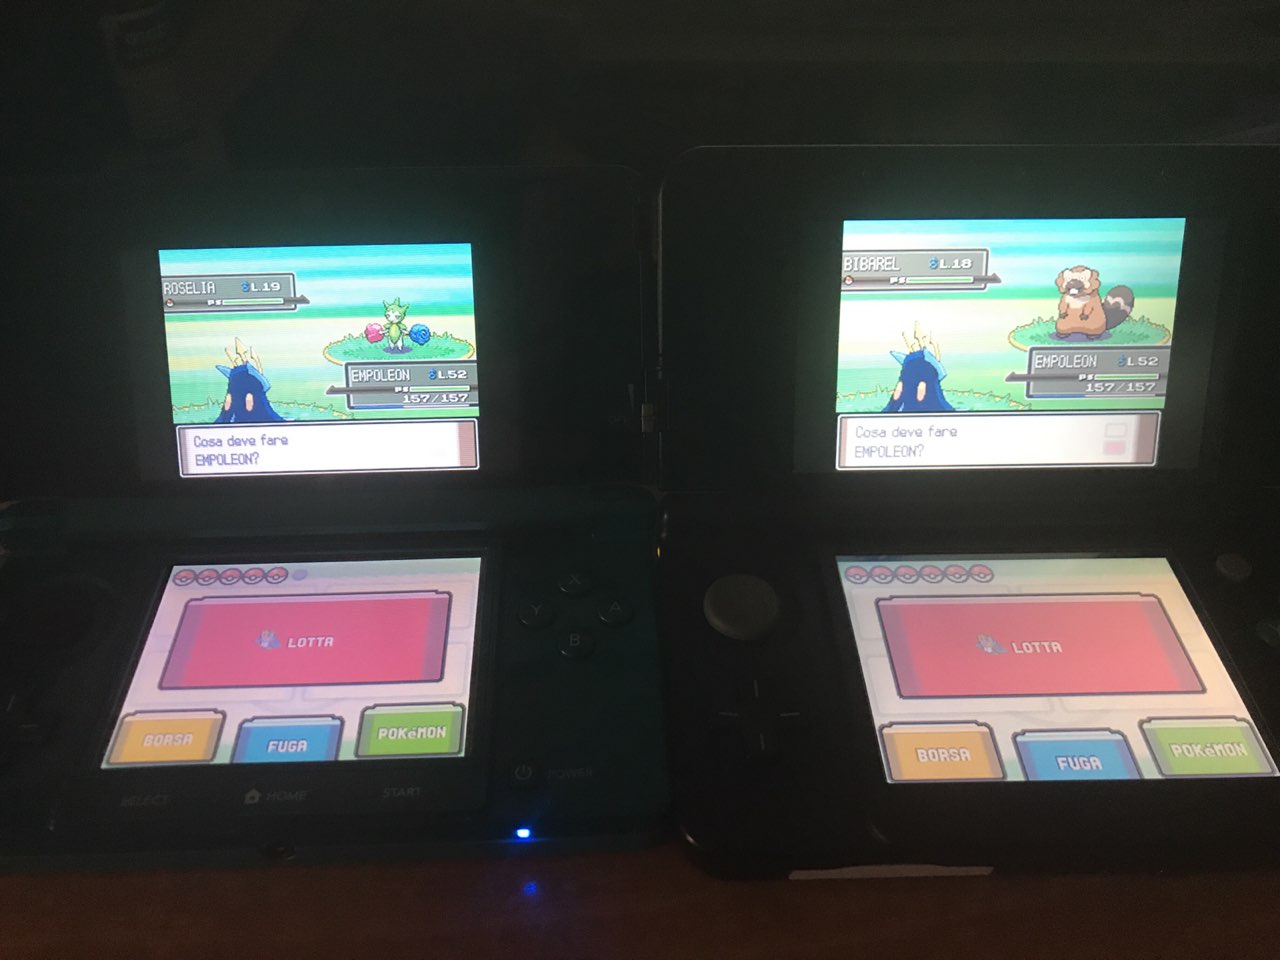 ROSELIA ♂L.19
PS
EMPOLEON ♂L.52
PS
157/157
Cosa deve fare
EMPOLEON?
LOTTA
BORSA
FUGA
POKéMON
X
Y
A
B
POWER
SELECT
HOME
START
BIBAREL ♂L.18
PS
EMPOLEON ♂L.52
PS
157/157
Cosa deve fare
EMPOLEON?
LOTTA
BORSA
FUGA
POKéMON